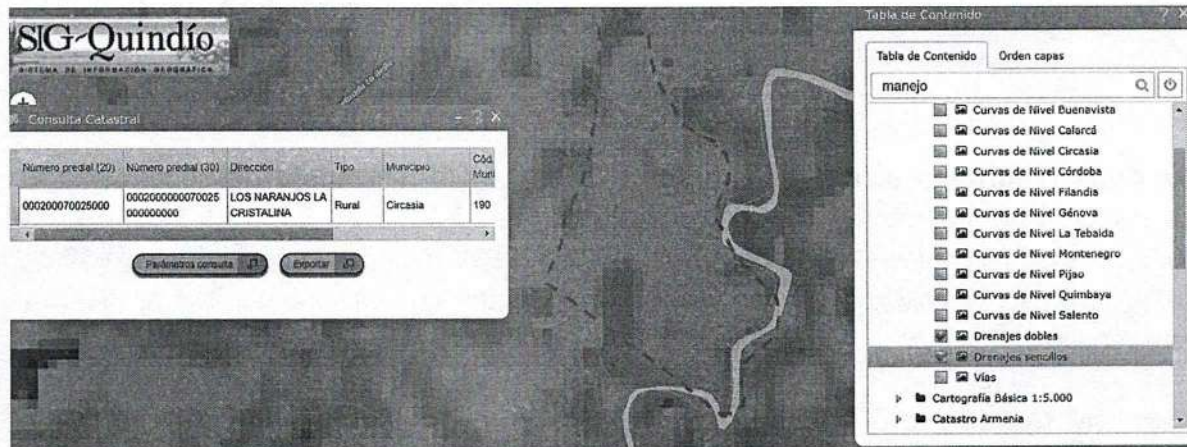 SIG-Quindío
SISTEMA DE INFORMACIÓN GEOGRÁFICA
Consulta Catastral
Número predial (20) Número predial (30) Dirección Tipo Municipio Cód. Muni
000200070025000 0002000000070025000000000 LOS NARANJOS LA CRISTALINA Rural Circasia 190
Parámetros consulta Exportar
Tabla de Contenido
Tabla de Contenido Orden capas
manejo
Curvas de Nivel Buenavista
Curvas de Nivel Calarcá
Curvas de Nivel Circasia
Curvas de Nivel Córdoba
Curvas de Nivel Filandia
Curvas de Nivel Génova
Curvas de Nivel La Tebaida
Curvas de Nivel Montenegro
Curvas de Nivel Pijao
Curvas de Nivel Quimbaya
Curvas de Nivel Salento
Drenajes dobles
Drenajes sencillos
Vías
Cartografía Básica 1:5.000
Catastro Armenia